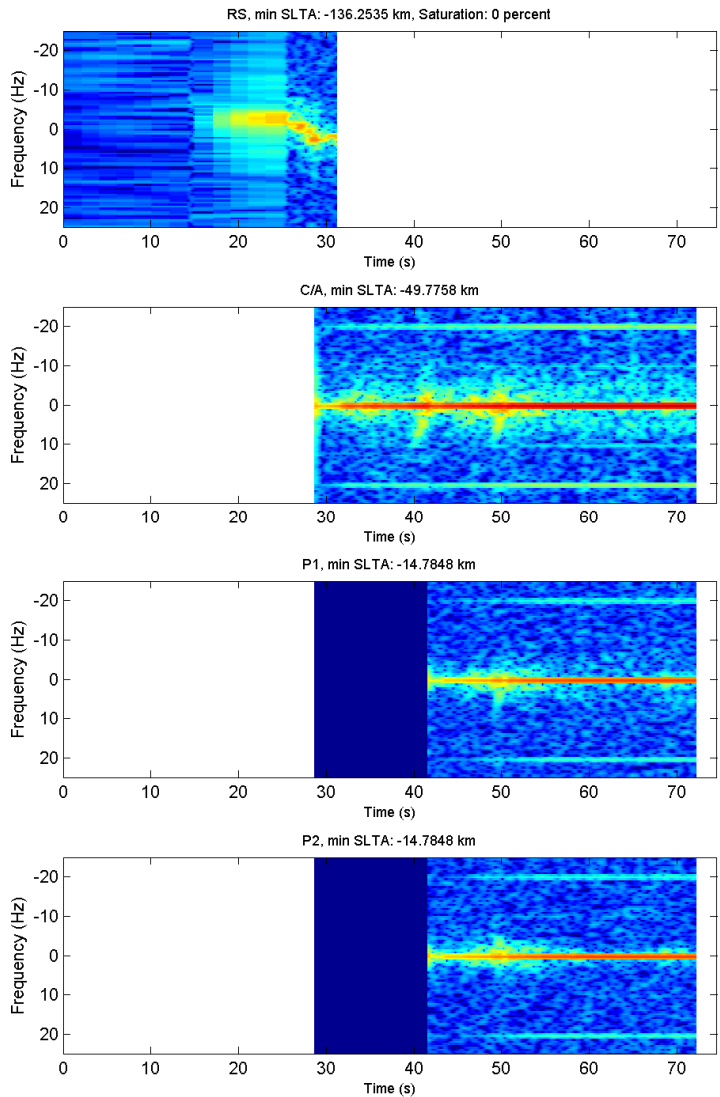 RS, min SLTA: -136.2535 km, Saturation: 0 percent
Frequency (Hz)
-20
-10
0
10
20
0 10 20 30 40 50 60 70
Time (s)
C/A, min SLTA: -49.7758 km
Frequency (Hz)
-20
-10
0
10
20
0 10 20 30 40 50 60 70
Time (s)
P1, min SLTA: -14.7848 km
Frequency (Hz)
-20
-10
0
10
20
0 10 20 30 40 50 60 70
Time (s)
P2, min SLTA: -14.7848 km
Frequency (Hz)
-20
-10
0
10
20
0 10 20 30 40 50 60 70
Time (s)